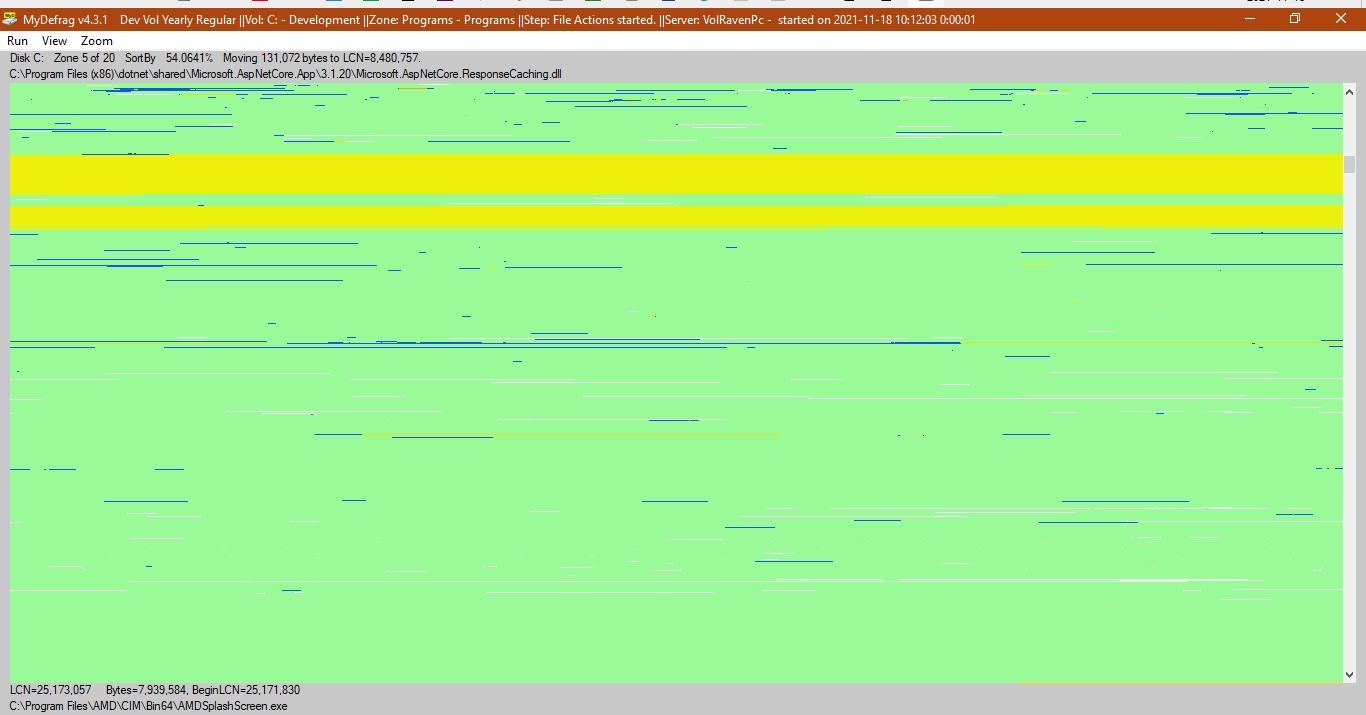 MyDefrag v4.3.1    Dev Vol Yearly Regular ||Vol: C: - Development ||Zone: Programs - Programs ||Step: File Actions started. ||Server: VolRavenPc -  started on 2021-11-18 10:12:03 0:00:01
Run View Zoom
Disk C:   Zone 5 of 20   SortBy   54.0641%   Moving 131,072 bytes to LCN=8,480,757.
C:\Program Files (x86)\dotnet\shared\Microsoft.AspNetCore.App\3.1.20\Microsoft.AspNetCore.ResponseCaching.dll
LCN=25,173,057    Bytes=7,939,584, BeginLCN=25,171,830
C:\Program Files\AMD\CIM\Bin64\AMDSplashScreen.exe